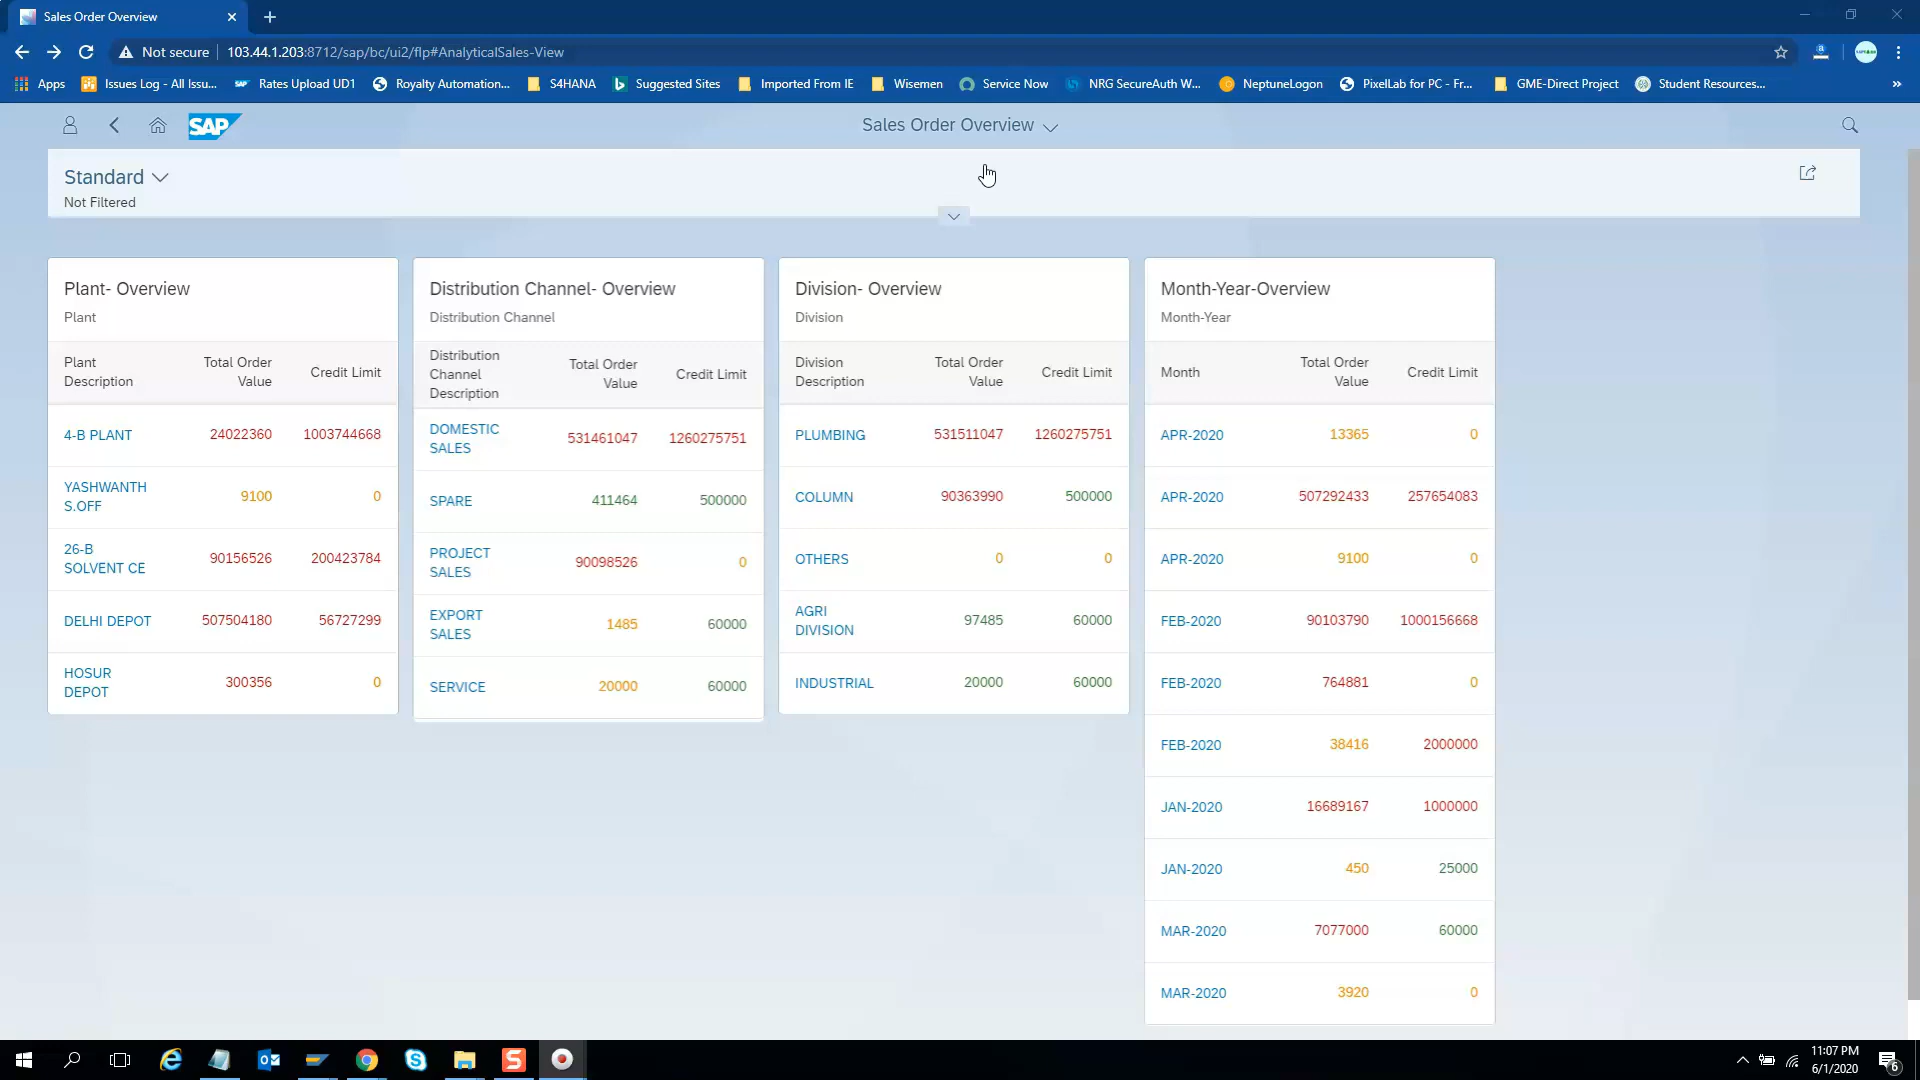 Sales Order Overview
Not secure
103.44.1.203:8712/sap/bc/ui2/flp#AnalyticalSales-View
Apps
Issues Log - All Issu...
Rates Upload UD1
Royalty Automation...
S4HANA
Suggested Sites
Imported From IE
Wisemen
Service Now
NRG SecureAuth W...
NeptuneLogon
PixelLab for PC - Fr...
GME-Direct Project
Student Resources...
»
SAP
Sales Order Overview
Standard
Not Filtered
Plant- Overview
Plant
Plant Description Total Order Value Credit Limit
4-B PLANT 24022360 1003744668
YASHWANTH S.OFF 9100 0
26-B SOLVENT CE 90156526 200423784
DELHI DEPOT 507504180 56727299
HOSUR DEPOT 300356 0
Distribution Channel- Overview
Distribution Channel
Distribution Channel Description Total Order Value Credit Limit
DOMESTIC SALES 531461047 1260275751
SPARE 411464 500000
PROJECT SALES 90098526 0
EXPORT SALES 1485 60000
SERVICE 20000 60000
Division- Overview
Division
Division Description Total Order Value Credit Limit
PLUMBING 531511047 1260275751
COLUMN 90363990 500000
OTHERS 0 0
AGRI DIVISION 97485 60000
INDUSTRIAL 20000 60000
Month-Year-Overview
Month-Year
Month Total Order Value Credit Limit
APR-2020 13365 0
APR-2020 507292433 257654083
APR-2020 9100 0
FEB-2020 90103790 1000156668
FEB-2020 764881 0
FEB-2020 38416 2000000
JAN-2020 16689167 1000000
JAN-2020 450 25000
MAR-2020 7077000 60000
MAR-2020 3920 0
11:07 PM
6/1/2020
6